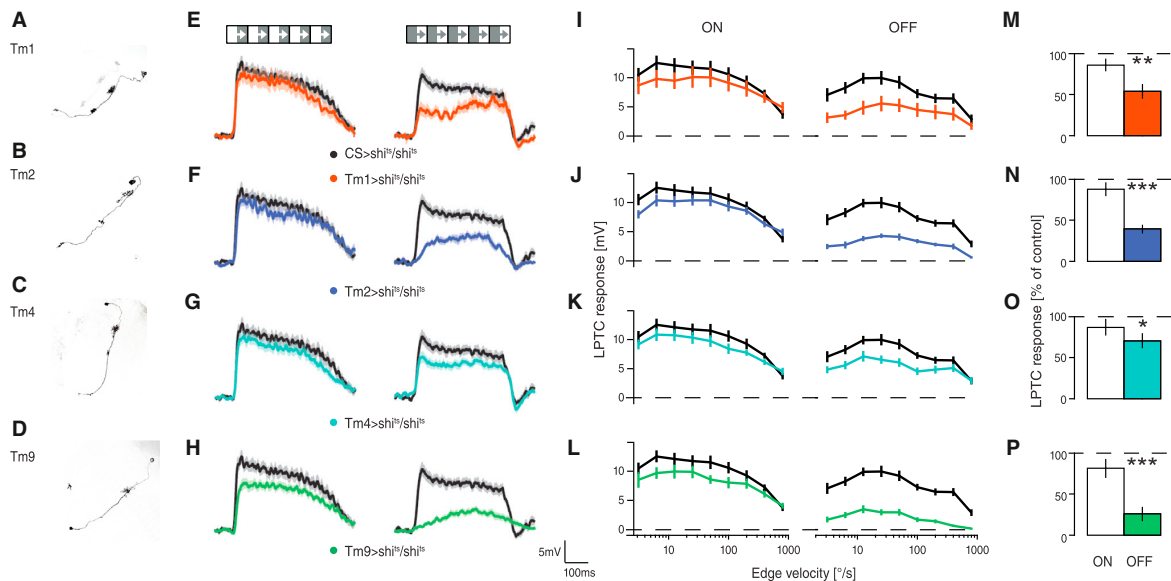 A
Tm1
B
Tm2
C
Tm4
D
Tm9
E
CS>shi^ts/shi^ts
Tm1>shi^ts/shi^ts
F
Tm2>shi^ts/shi^ts
G
Tm4>shi^ts/shi^ts
H
Tm9>shi^ts/shi^ts
5mV
100ms
I
ON OFF
10
5
0
J
10
5
0
K
10
5
0
L
10
5
0
LPTC response [mV]
10 100 1000 10 100 1000
Edge velocity [°/s]
M
100
50
0
**
N
100
50
0
***
O
100
50
0
*
P
100
50
0
***
LPTC response [% of control]
ON OFF